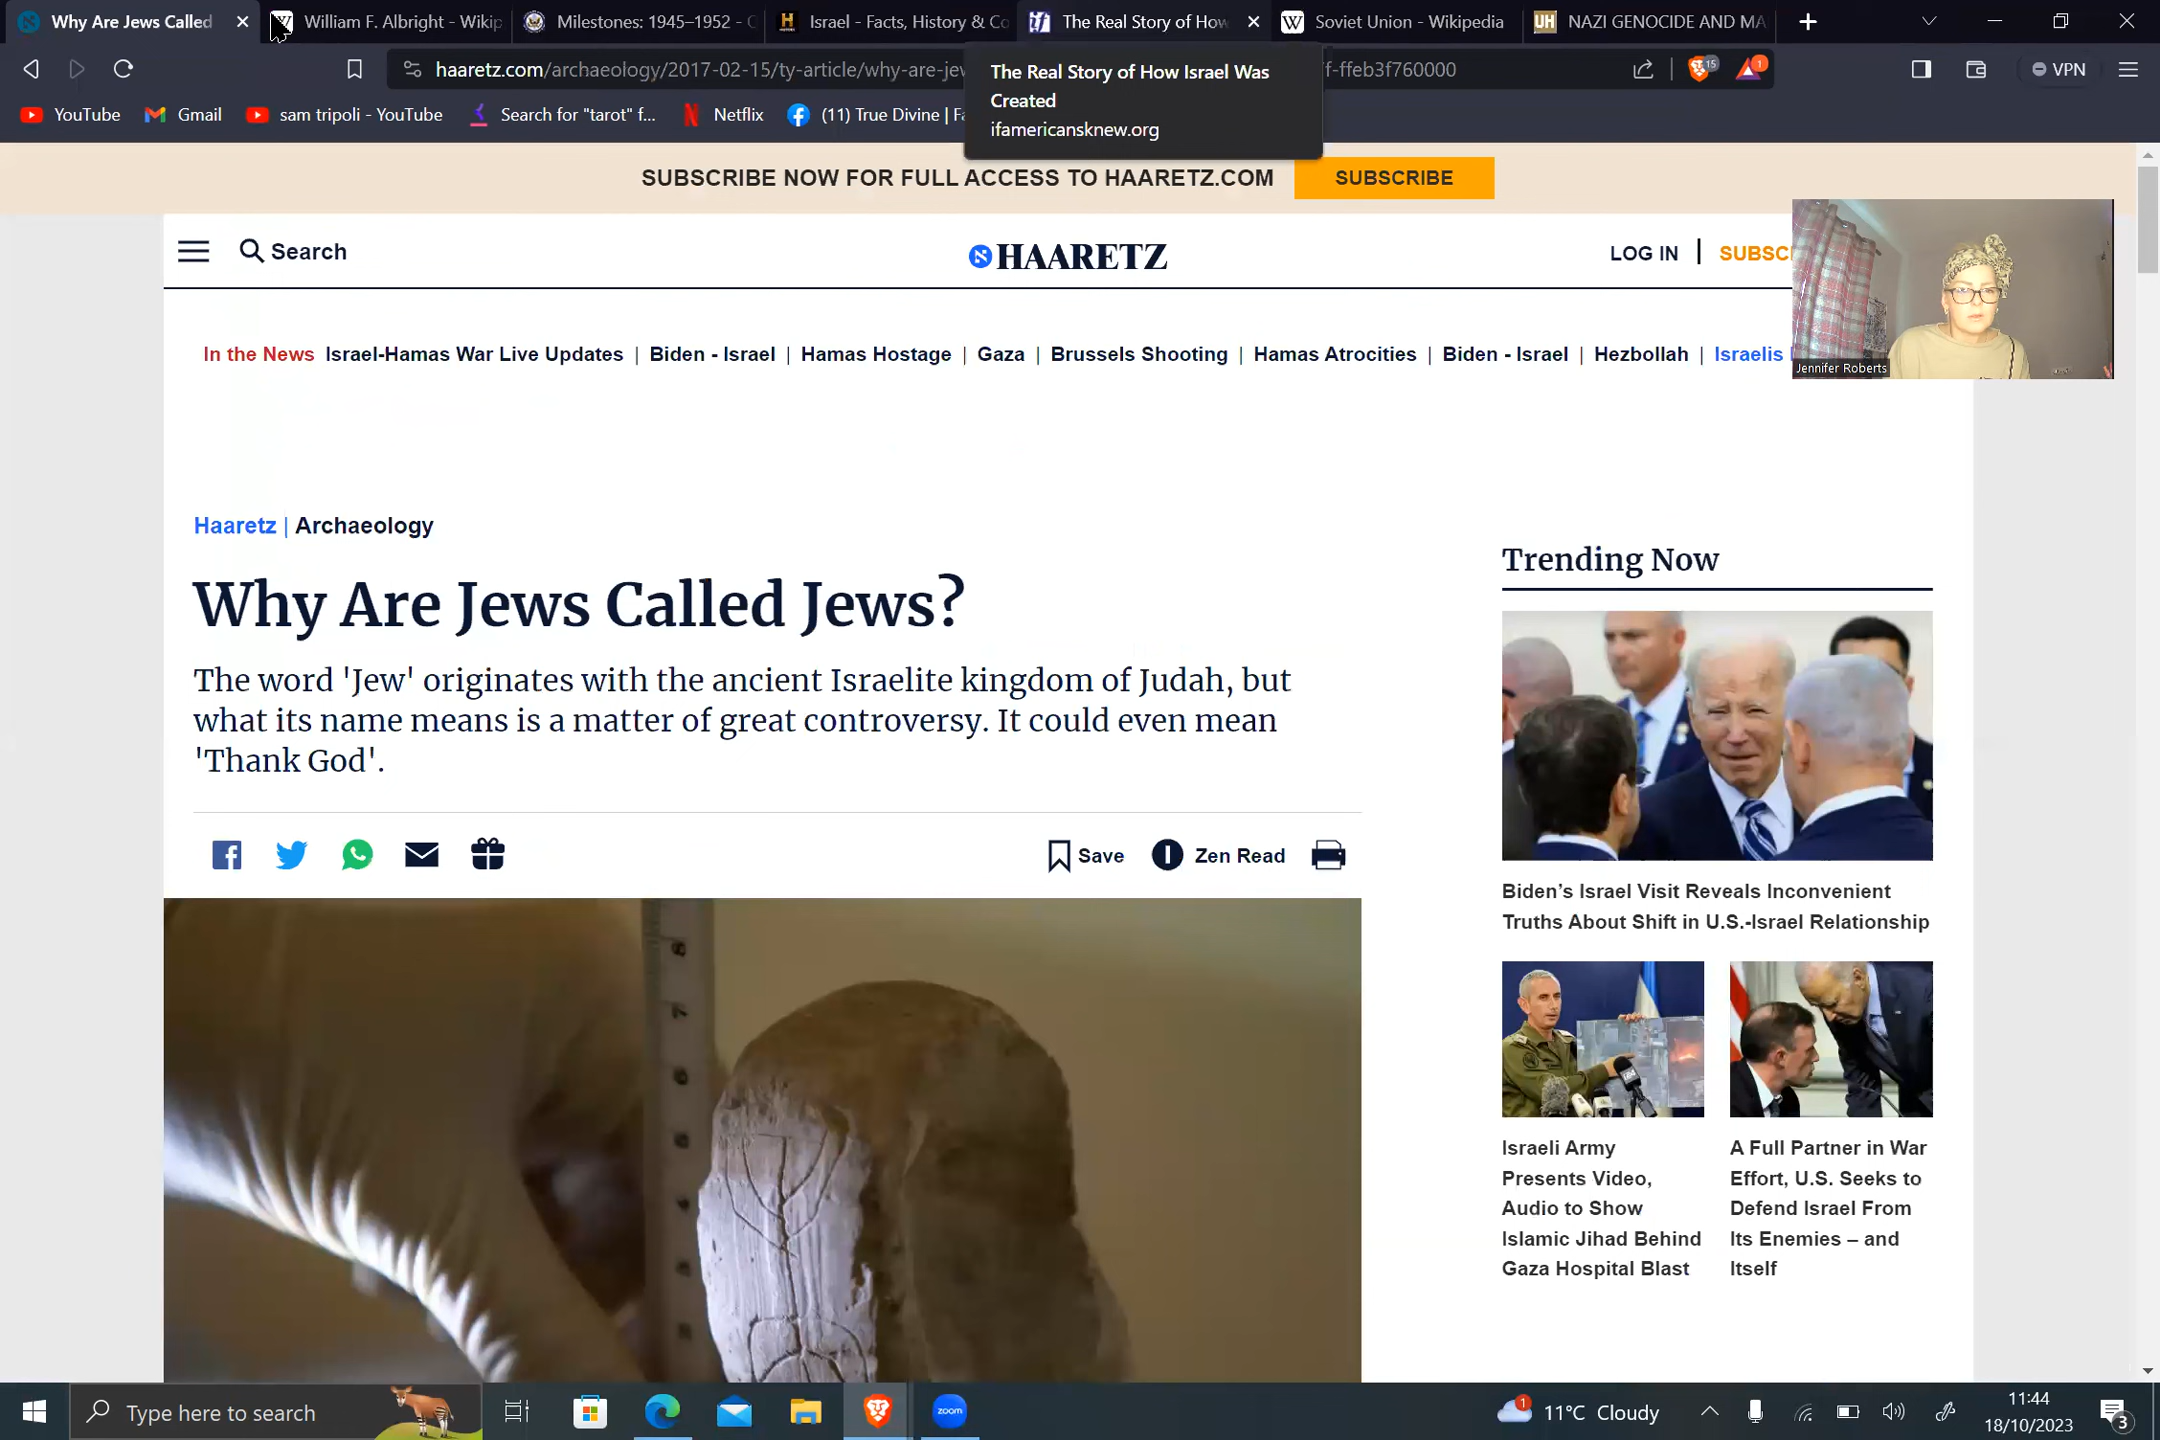 Why Are Jews Called
William F. Albright - Wikip
Milestones: 1945–1952 - C
Israel - Facts, History & Co
The Real Story of How
Soviet Union - Wikipedia
NAZI GENOCIDE AND MA
haaretz.com/archaeology/2017-02-15/ty-article/why-are-jew
f-ffeb3f760000
15
1
VPN
The Real Story of How Israel Was
Created
ifamericansknew.org
YouTube
Gmail
sam tripoli - YouTube
Search for "tarot" f...
Netflix
(11) True Divine | Fa
SUBSCRIBE NOW FOR FULL ACCESS TO HAARETZ.COM
SUBSCRIBE
Search
HAARETZ
LOG IN
SUBSC
Jennifer Roberts
In the News Israel-Hamas War Live Updates | Biden - Israel | Hamas Hostage | Gaza | Brussels Shooting | Hamas Atrocities | Biden - Israel | Hezbollah | Israelis
Haaretz | Archaeology
Why Are Jews Called Jews?
The word 'Jew' originates with the ancient Israelite kingdom of Judah, but
what its name means is a matter of great controversy. It could even mean
'Thank God'.
Save
Zen Read
Trending Now
Biden's Israel Visit Reveals Inconvenient
Truths About Shift in U.S.-Israel Relationship
Israeli Army
Presents Video,
Audio to Show
Islamic Jihad Behind
Gaza Hospital Blast
A Full Partner in War
Effort, U.S. Seeks to
Defend Israel From
Its Enemies – and
Itself
Type here to search
zoom
1
11°C Cloudy
11:44
18/10/2023
3